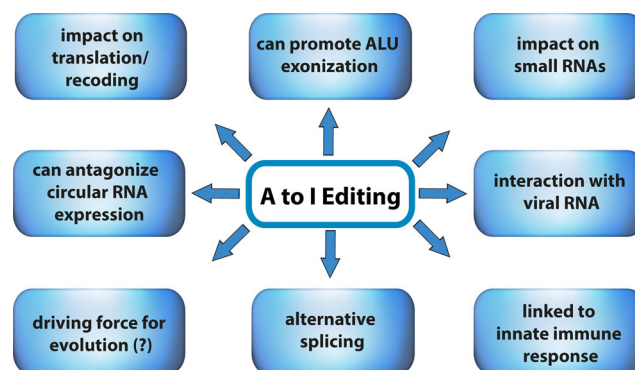 impact on
translation/
recoding
can promote ALU
exonization
impact on
small RNAs
can antagonize
circular RNA
expression
A to I Editing
interaction with
viral RNA
driving force for
evolution (?)
alternative
splicing
linked to
innate immune
response